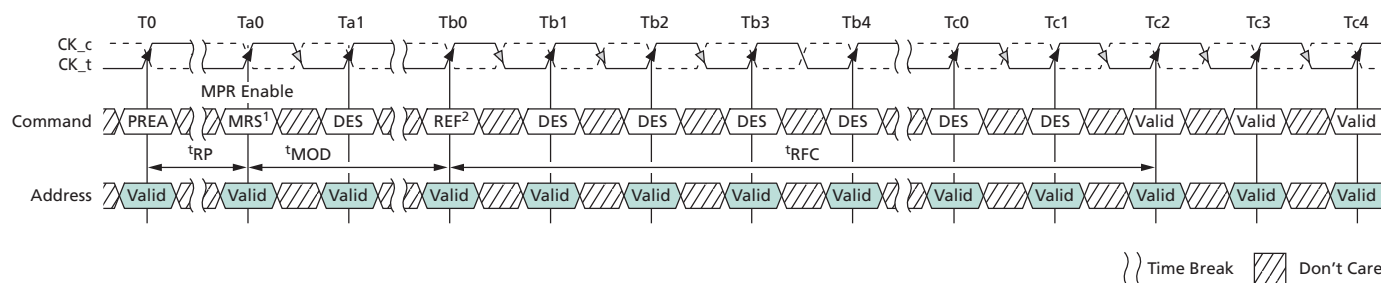 T0 Ta0 Ta1 Tb0 Tb1 Tb2 Tb3 Tb4 Tc0 Tc1 Tc2 Tc3 Tc4
CK_c
CK_t
MPR Enable
Command PREA MRS1 DES REF2 DES DES DES DES DES DES Valid Valid Valid
tRP tMOD tRFC
Address Valid Valid Valid Valid Valid Valid Valid Valid Valid Valid Valid Valid Valid
Time Break Don't Care